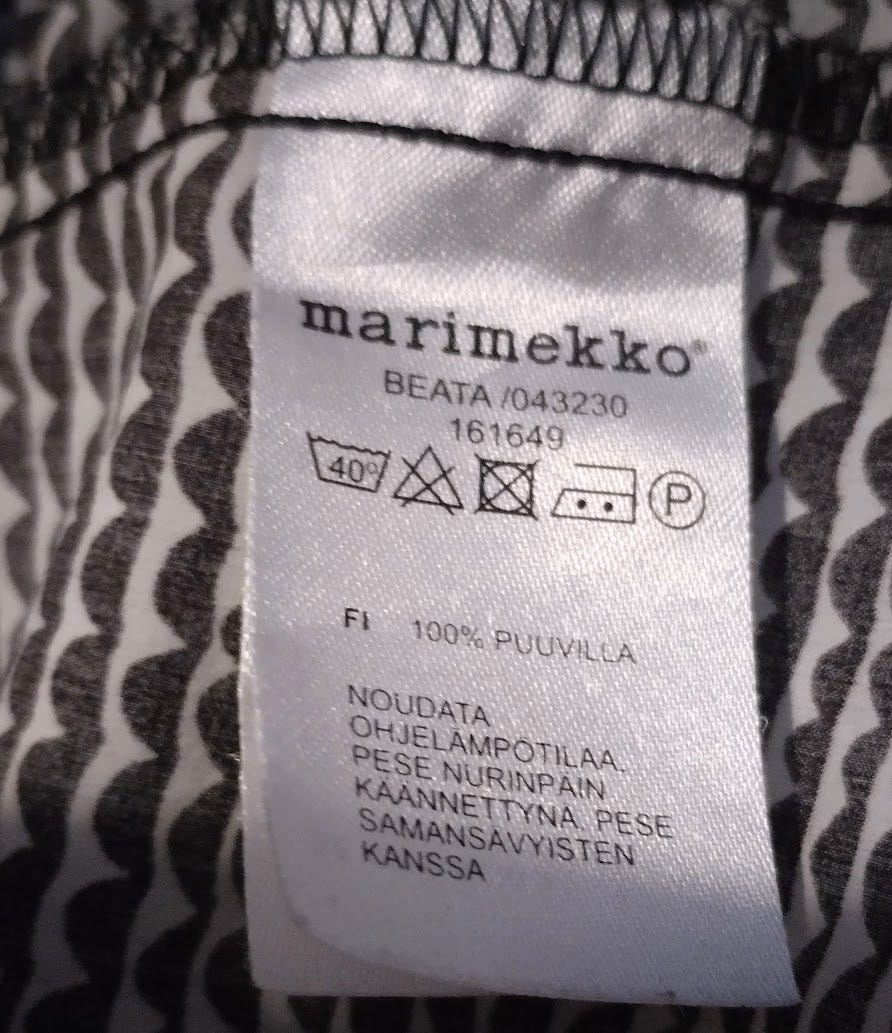 marimekko®
BEATA /043230
161649
40° P
FI 100% PUUVILLA
NOUDATA
OHJELÄMPÖTILAA.
PESE NURINPÄIN
KÄÄNNETTYNÄ. PESE
SAMANSÄVYISTEN
KANSSA